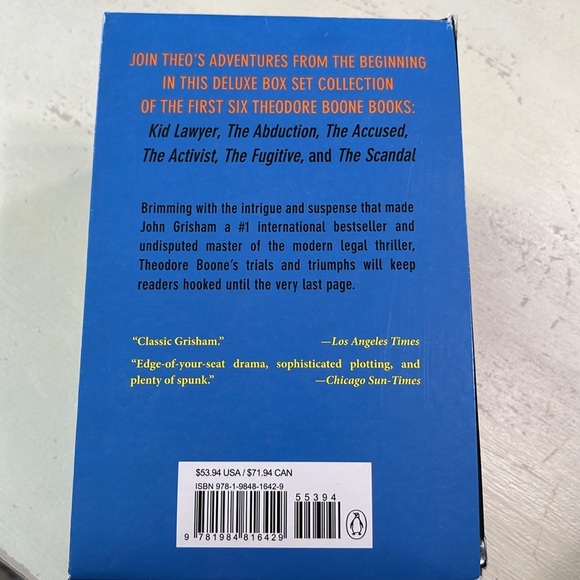 JOIN THEO'S ADVENTURES FROM THE BEGINNING
IN THIS DELUXE BOX SET COLLECTION
OF THE FIRST SIX THEODORE BOONE BOOKS:
Kid Lawyer, The Abduction, The Accused,
The Activist, The Fugitive, and The Scandal
Brimming with the intrigue and suspense that made
John Grisham a #1 international bestseller and
undisputed master of the modern legal thriller,
Theodore Boone's trials and triumphs will keep
readers hooked until the very last page.
“Classic Grisham.” —Los Angeles Times
“Edge-of-your-seat drama, sophisticated plotting, and
plenty of spunk.” —Chicago Sun-Times
$53.94 USA / $71.94 CAN
ISBN 978-1-9848-1642-9
55394
9 781984 816429